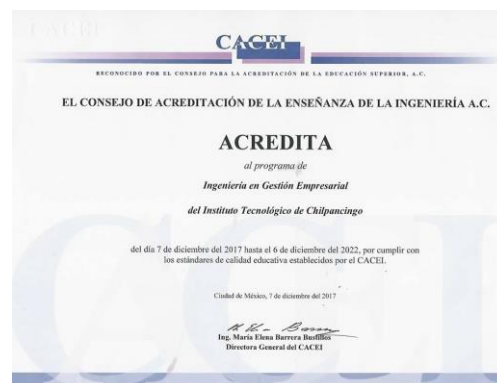 CACEI
RECONOCIDO POR EL CONSEJO PARA LA ACREDITACIÓN DE LA EDUCACIÓN SUPERIOR, A.C.
EL CONSEJO DE ACREDITACIÓN DE LA ENSEÑANZA DE LA INGENIERÍA A.C.
ACREDITA
al programa de
Ingeniería en Gestión Empresarial
del Instituto Tecnológico de Chilpancingo
del día 7 de diciembre del 2017 hasta el 6 de diciembre del 2022, por cumplir con
los estándares de calidad educativa establecidos por el CACEI.
Ciudad de México, 7 de diciembre del 2017
Ing. María Elena Barrera Bustillos
Directora General del CACEI
CACEI